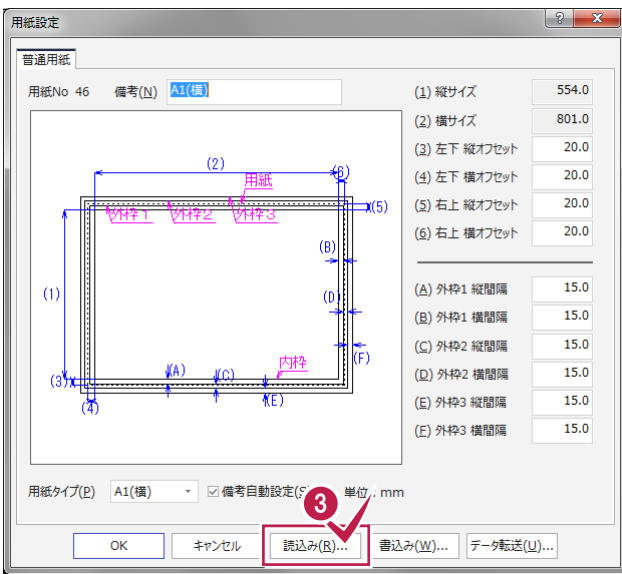 用紙設定
普通用紙
用紙No 46 備考(N) A1(横)
(1) 縦サイズ 554.0
(2) 横サイズ 801.0
(3) 左下 縦オフセット 20.0
(4) 左下 横オフセット 20.0
(5) 右上 縦オフセット 20.0
(6) 右上 横オフセット 20.0
(A) 外枠1 縦間隔 15.0
(B) 外枠1 横間隔 15.0
(C) 外枠2 縦間隔 15.0
(D) 外枠2 横間隔 15.0
(E) 外枠3 縦間隔 15.0
(F) 外枠3 横間隔 15.0
(2)
用紙
(6)
外枠1 外枠2 外枠3
(5)
(B)
(1)
(D)
内枠
(F)
(3)
(A)
(C)
(4)
(E)
用紙タイプ(P) A1(横) 備考自動設定(S) 単位: mm
3
OK キャンセル 読込み(R)... 書込み(W)... データ転送(U)...